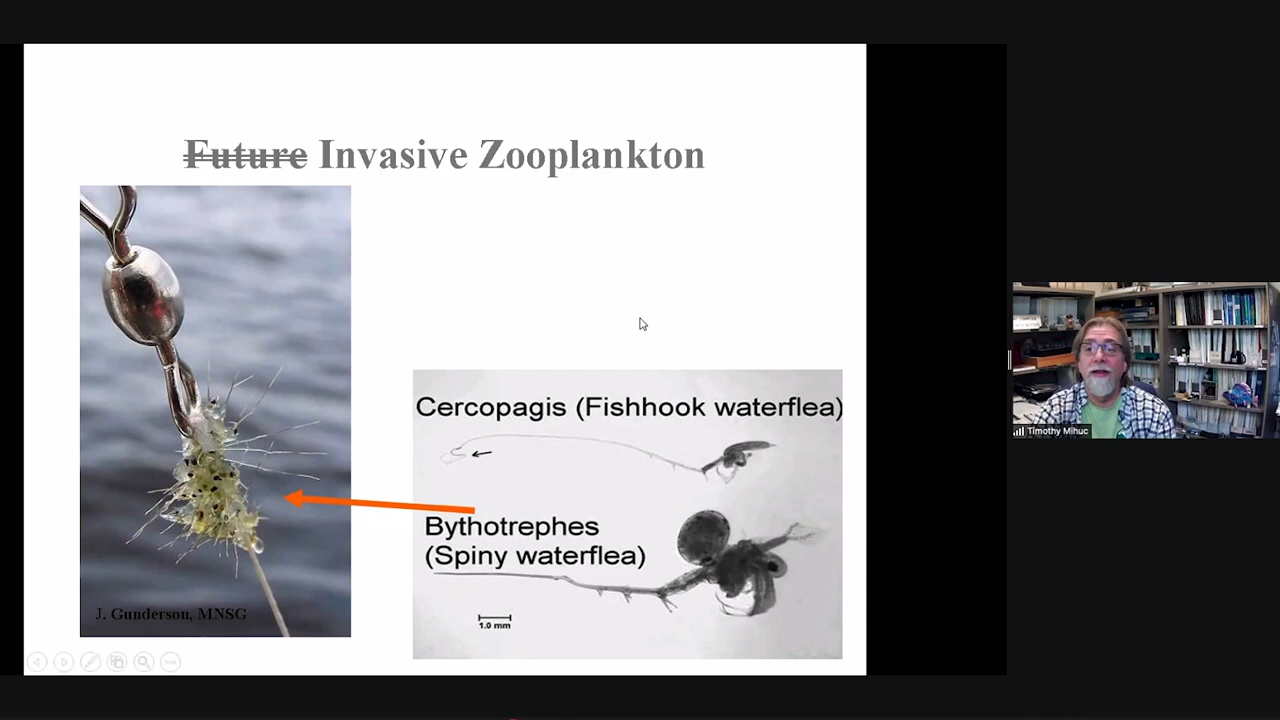 Future Invasive Zooplankton
J. Gunderson, MNSG
Cercopagis (Fishhook waterflea)
Bythotrephes
(Spiny waterflea)
1.0 mm
Timothy Mihuc